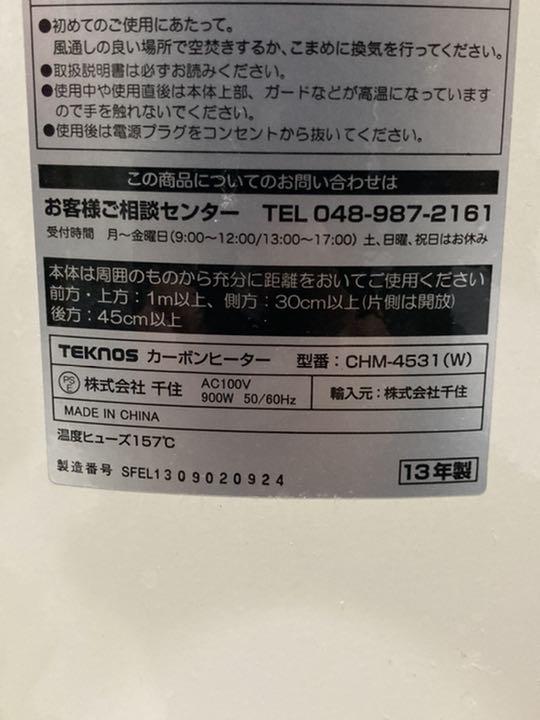 ●初めてのご使用にあたって。
風通しの良い場所で空焚きするか、こまめに換気を行ってください。
●取扱説明書は必ずお読みください。
●使用中や使用直後は本体上部、ガードなどが高温になっています
ので手を触れないでください。
●使用後は電源プラグをコンセントから抜いてください。
この商品についてのお問い合わせは
お客様ご相談センター TEL 048-987-2161
受付時間 月～金曜日(9:00～12:00/13:00～17:00) 土、日曜、祝日はお休み
本体は周囲のものから充分に距離をおいてご使用ください
前方・上方:1m以上、側方:30cm以上(片側は開放)
後方:45cm以上
TEKNOS カーボンヒーター 型番:CHM-4531(W)
PSE 株式会社 千住 AC100V 900W 50/60Hz 輸入元:株式会社 千住
MADE IN CHINA
温度ヒューズ157℃
製造番号 SFEL1309020924 13年製